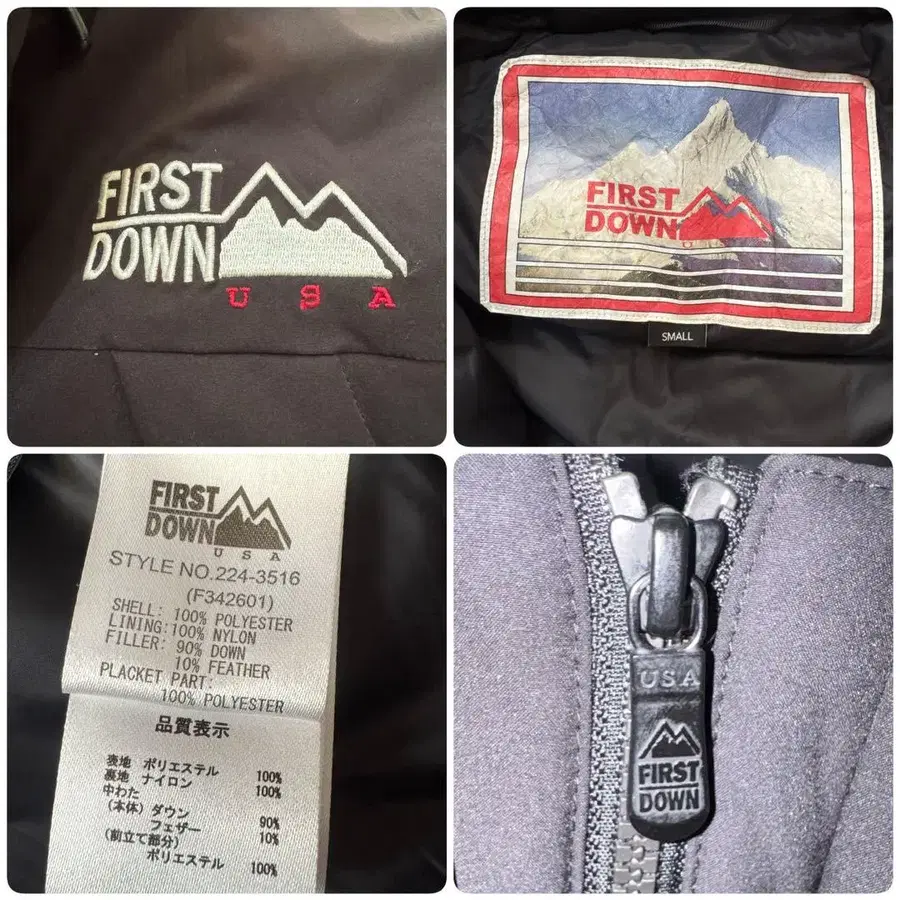 FIRST
DOWN
USA
FIRST
DOWN
SMALL
FIRST
DOWN
USA
STYLE NO.224-3516
(F342601)
SHELL: 100% POLYESTER
LINING:100% NYLON
FILLER: 90% DOWN
10% FEATHER
PLACKET PART:
100% POLYESTER
品質表示
表地 ポリエステル 100%
裏地 ナイロン 100%
中わた
(本体) ダウン 90%
フェザー 10%
(前立て部分)
ポリエステル 100%
USA
FIRST
DOWN